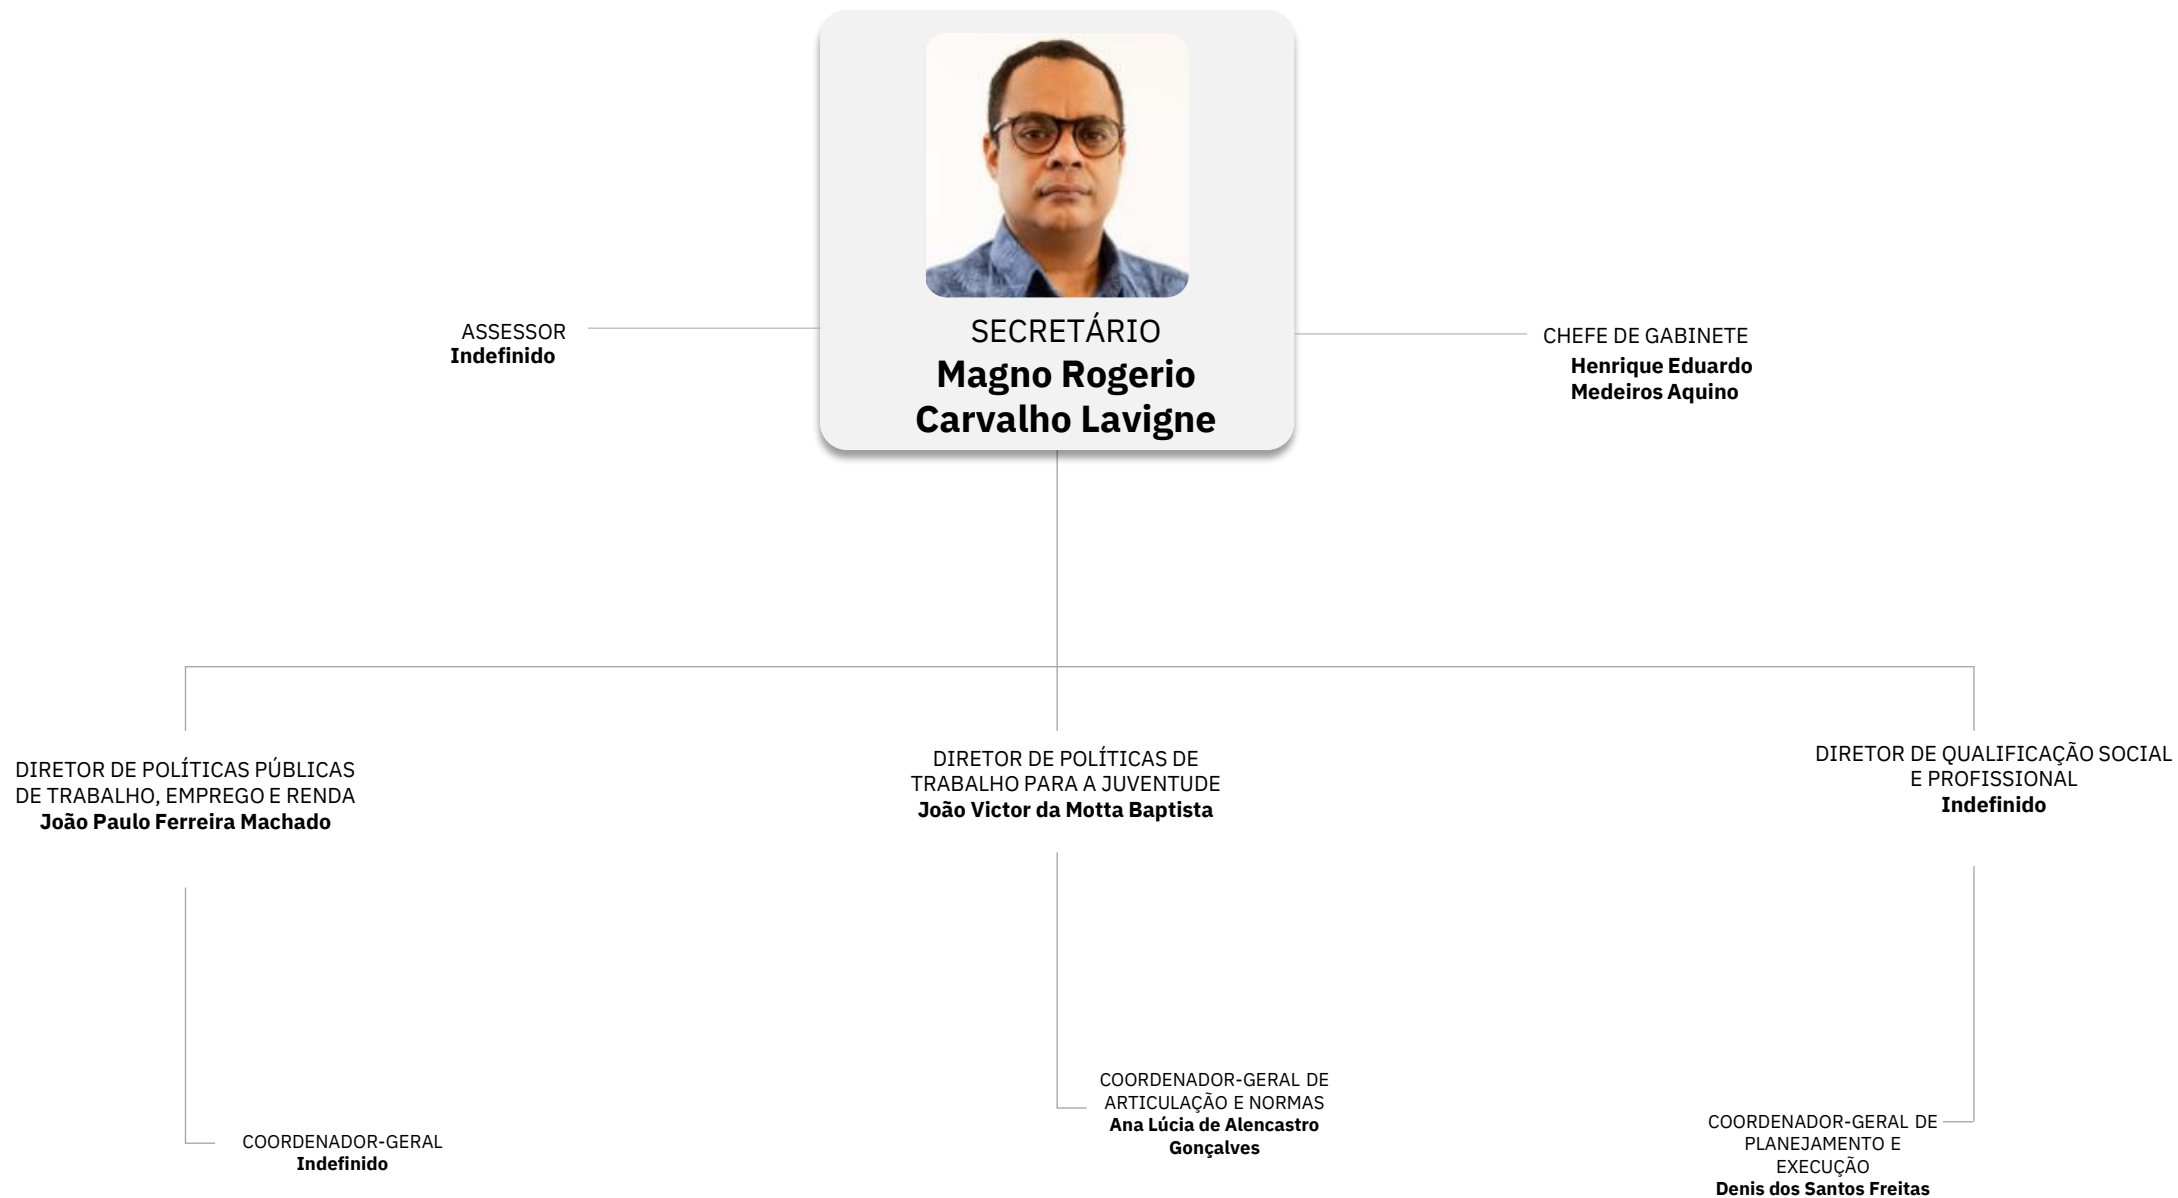 SECRETÁRIO
Magno Rogerio
Carvalho Lavigne
ASSESSOR
Indefinido
CHEFE DE GABINETE
Henrique Eduardo
Medeiros Aquino
DIRETOR DE POLÍTICAS PÚBLICAS
DE TRABALHO, EMPREGO E RENDA
João Paulo Ferreira Machado
DIRETOR DE POLÍTICAS DE
TRABALHO PARA A JUVENTUDE
João Victor da Motta Baptista
DIRETOR DE QUALIFICAÇÃO SOCIAL
E PROFISSIONAL
Indefinido
COORDENADOR-GERAL
Indefinido
COORDENADOR-GERAL DE
ARTICULAÇÃO E NORMAS
Ana Lúcia de Alencastro
Gonçalves
COORDENADOR-GERAL DE
PLANEJAMENTO E
EXECUÇÃO
Denis dos Santos Freitas